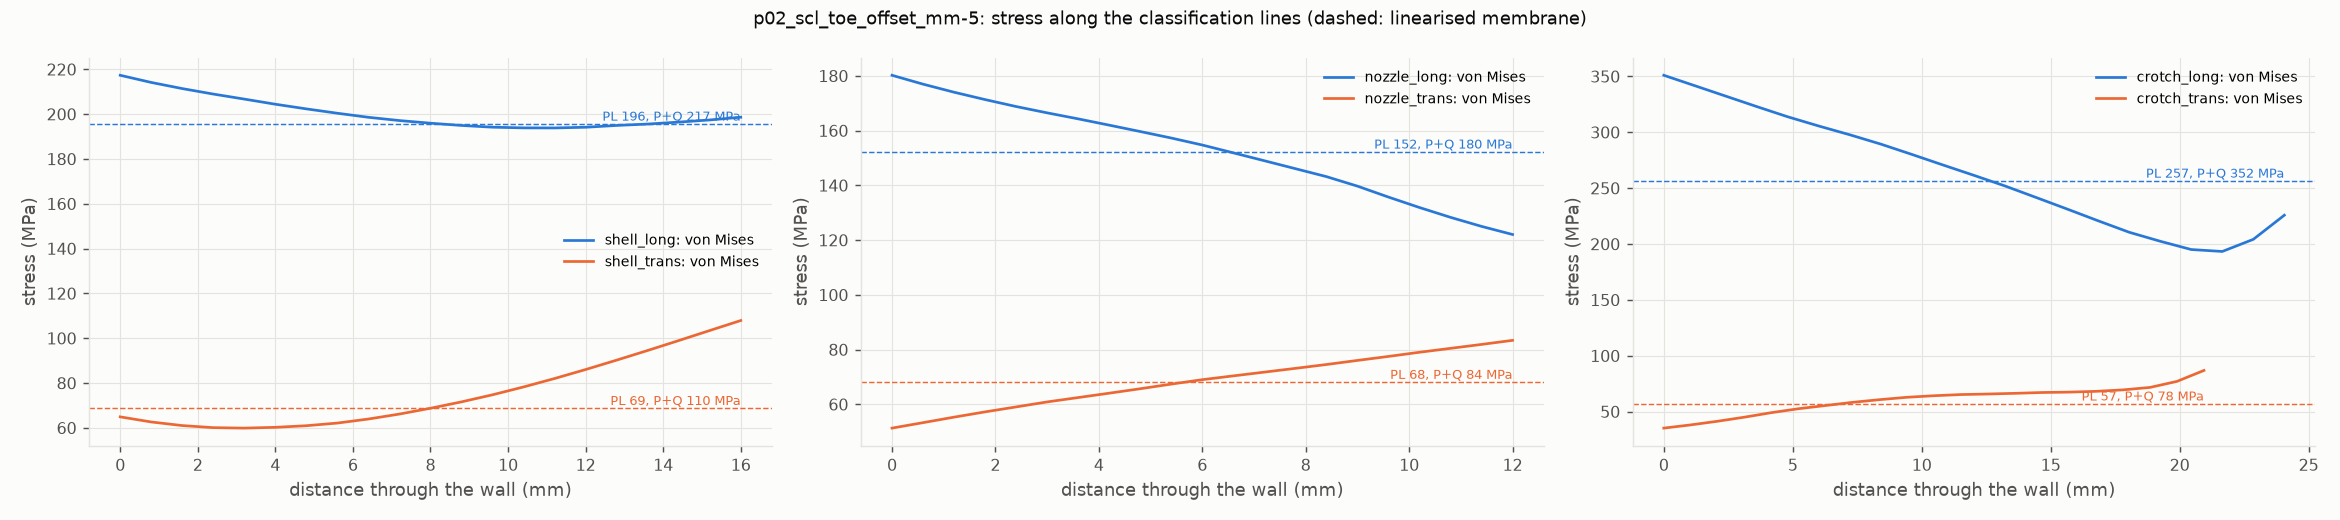 p02_scl_toe_offset_mm-5: stress along the classification lines (dashed: linearised membrane)
stress (MPa)
220
200
180
160
140
120
100
80
60
PL 196, P+Q 217 MPa
shell_long: von Mises
shell_trans: von Mises
PL 69, P+Q 110 MPa
0 2 4 6 8 10 12 14 16
distance through the wall (mm)
stress (MPa)
180
160
140
120
100
80
60
nozzle_long: von Mises
nozzle_trans: von Mises
PL 152, P+Q 180 MPa
PL 68, P+Q 84 MPa
0 2 4 6 8 10 12
distance through the wall (mm)
stress (MPa)
350
300
250
200
150
100
50
crotch_long: von Mises
crotch_trans: von Mises
PL 257, P+Q 352 MPa
PL 57, P+Q 78 MPa
0 5 10 15 20 25
distance through the wall (mm)